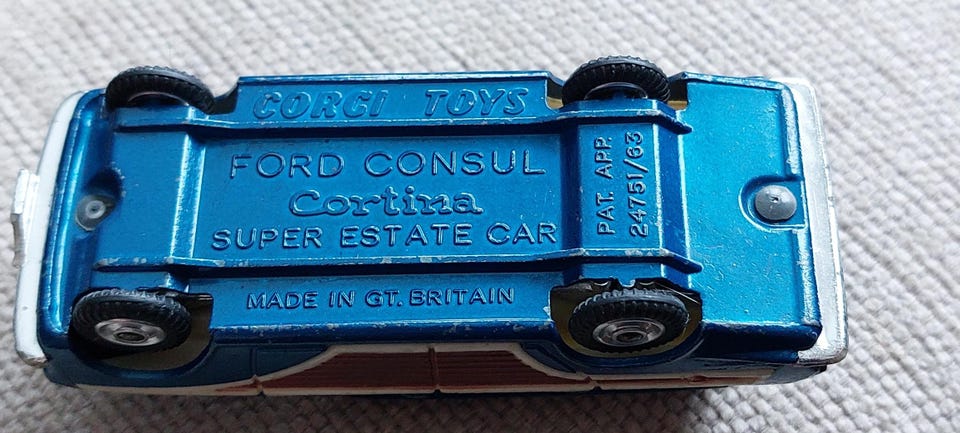 CORGI TOYS
FORD CONSUL
Cortina
SUPER ESTATE CAR
MADE IN GT. BRITAIN
PAT. APP.
24751/63